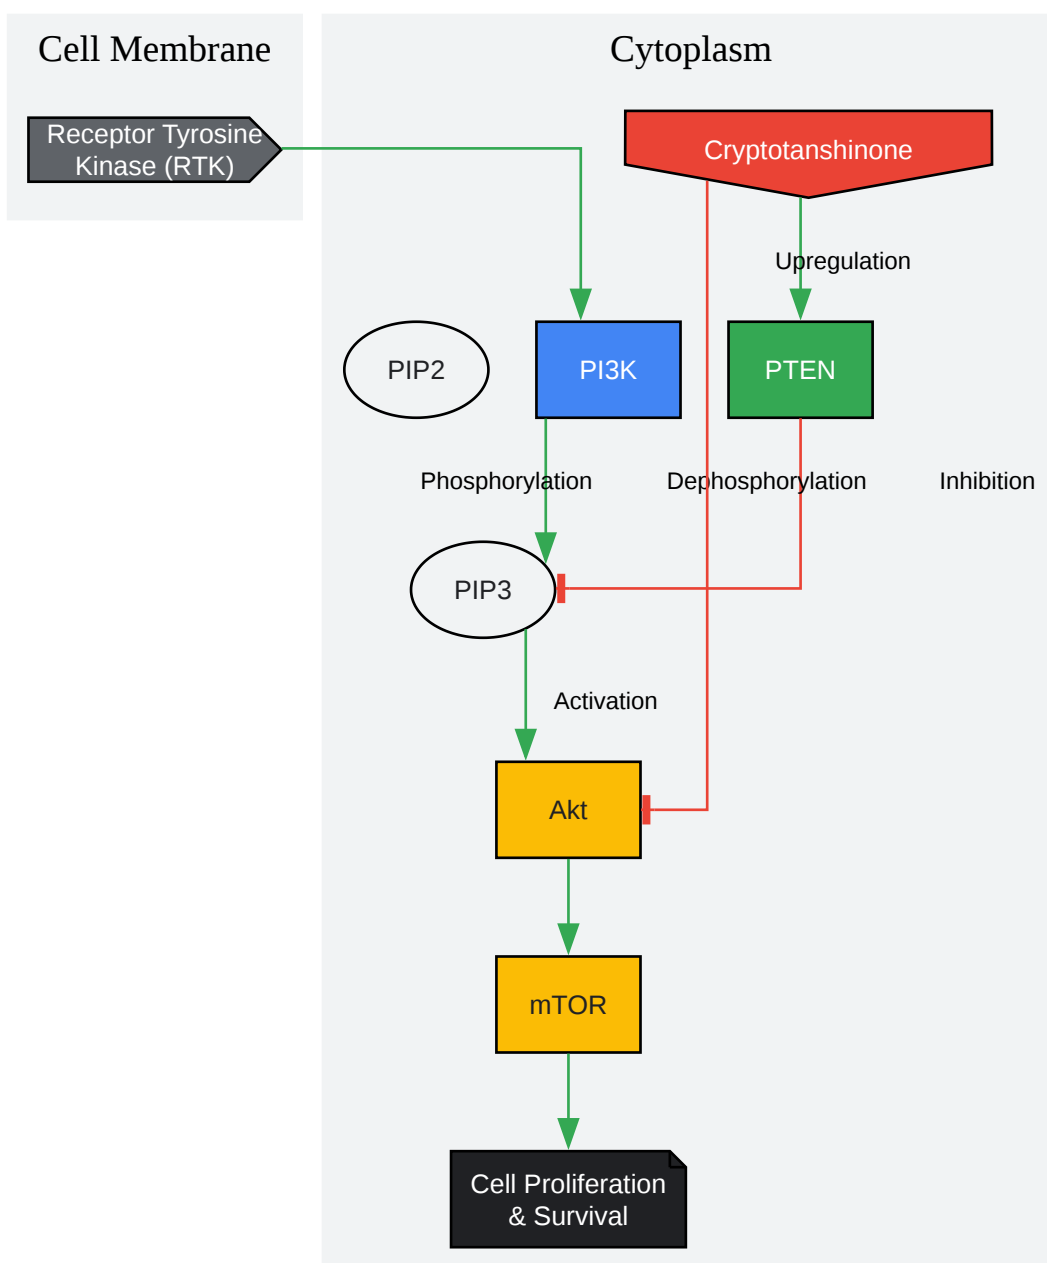 Cell Membrane
Cytoplasm
Receptor Tyrosine
Kinase (RTK)
Cryptotanshinone
Upregulation
PIP2
PI3K
PTEN
Phosphorylation
Dephosphorylation
Inhibition
PIP3
Activation
Akt
mTOR
Cell Proliferation
& Survival